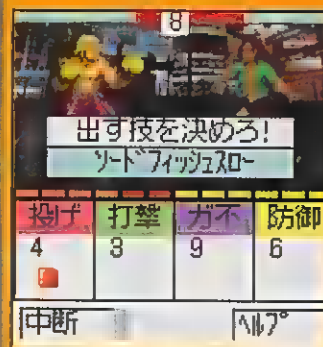 8
出す技を決めろ!
ソードフィッシュスロー
投げ 打撃 ガ不 防御
4 3 9 6
中断 ヘルプ